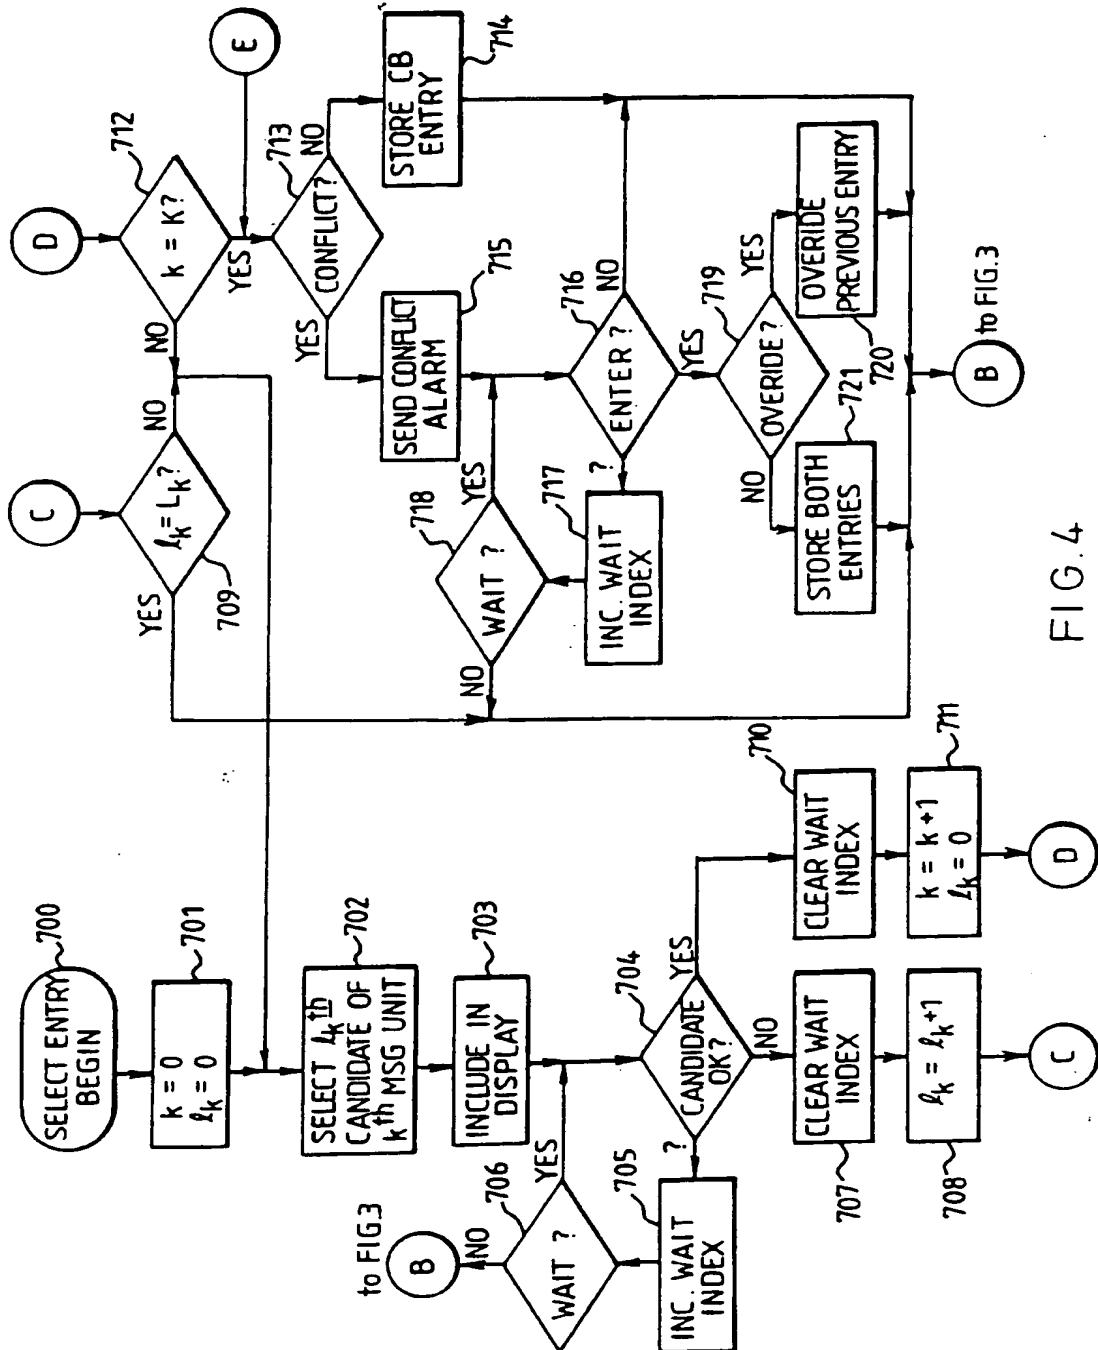 SELECT ENTRY
BEGIN
700
k = 0
ℓk = 0
701
SELECT ℓk th
CANDIDATE OF
k th MSG UNIT
702
INCLUDE IN
DISPLAY
703
CANDIDATE
OK?
704
YES
NO
?
INC. WAIT
INDEX
705
WAIT ?
706
YES
NO
B
to FIG.3
CLEAR WAIT
INDEX
707
ℓk = ℓk+1
708
C
CLEAR WAIT
INDEX
710
k = k+1
ℓk = 0
711
D
C
ℓk = Lk?
709
YES
NO
D
k = K?
712
NO
YES
E
CONFLICT?
713
YES
NO
STORE CB
ENTRY
714
SEND CONFLICT
ALARM
715
ENTER ?
716
NO
YES
?
INC. WAIT
INDEX
717
WAIT ?
718
YES
NO
OVERRIDE?
719
YES
NO
OVERRIDE
PREVIOUS ENTRY
720
STORE BOTH
ENTRIES
721
B
to FIG.3
FIG.4